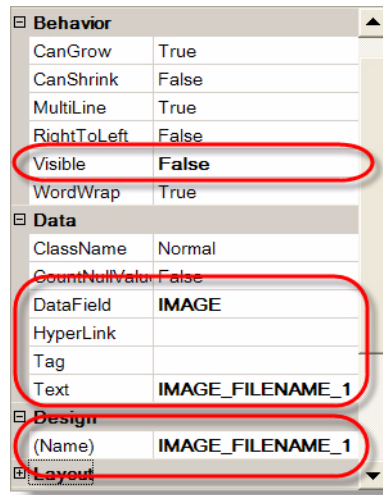 Behavior
CanGrow True
CanShrink False
MultiLine True
RightToLeft False
Visible False
WordWrap True
Data
ClassName Normal
CountNullValu False
DataField IMAGE
HyperLink
Tag
Text IMAGE_FILENAME_1
Design
(Name) IMAGE_FILENAME_1
Layout